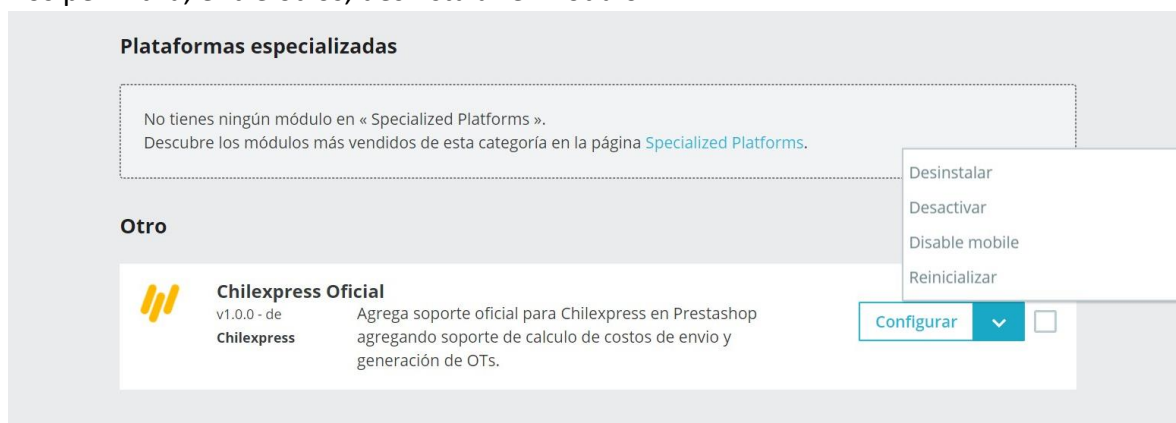 Plataformas especializadas
No tienes ningún módulo en « Specialized Platforms ».
Descubre los módulos más vendidos de esta categoría en la página Specialized Platforms.
Desinstalar
Desactivar
Disable mobile
Reinicializar
Otro
Chilexpress Oficial
v1.0.0 - de
Chilexpress
Agrega soporte oficial para Chilexpress en Prestashop
agregando soporte de calculo de costos de envio y
generación de OTs.
Configurar